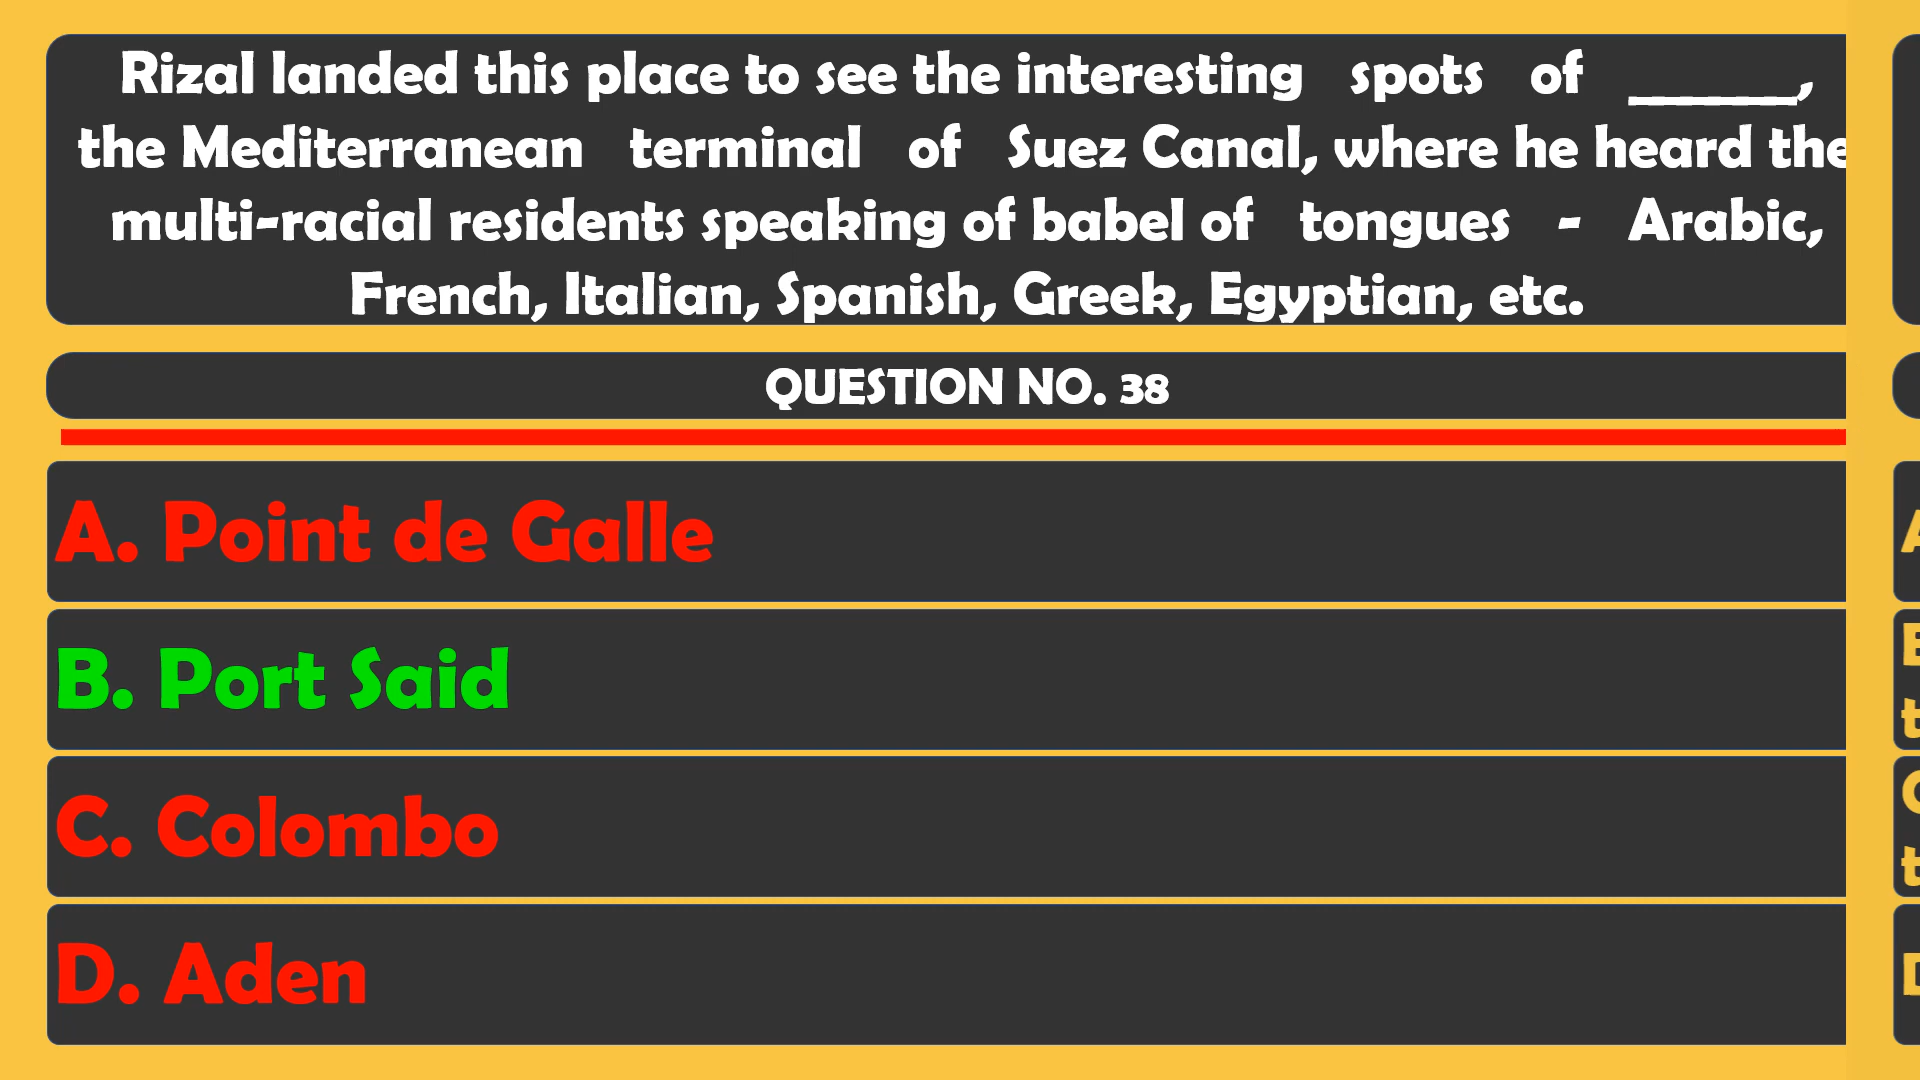 Rizal landed this place to see the interesting spots of ______,
the Mediterranean terminal of Suez Canal, where he heard the
multi-racial residents speaking of babel of tongues - Arabic,
French, Italian, Spanish, Greek, Egyptian, etc.
QUESTION NO. 38
A. Point de Galle
B. Port Said
C. Colombo
D. Aden